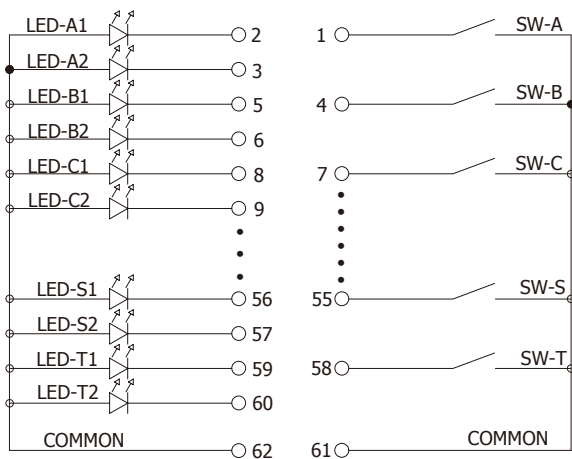 LED-A1 2 1 SW-A
LED-A2 3
LED-B1 5 4 SW-B
LED-B2 6
LED-C1 8 7 SW-C
LED-C2 9
LED-S1 56 55 SW-S
LED-S2 57
LED-T1 59 58 SW-T
LED-T2 60
COMMON 62 61 COMMON